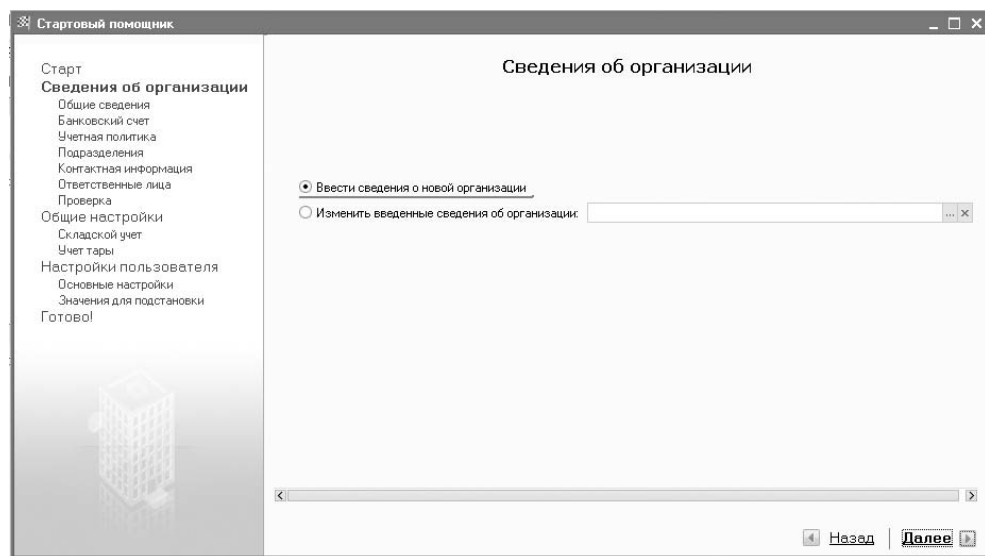 Стартовый помощник
Старт
Сведения об организации
Общие сведения
Банковский счет
Учетная политика
Подразделения
Контактная информация
Ответственные лица
Проверка
Общие настройки
Складской учет
Учет тары
Настройки пользователя
Основные настройки
Значения для подстановки
Готово!
Сведения об организации
Ввести сведения о новой организации
Изменить введенные сведения об организации:
Назад
Далее